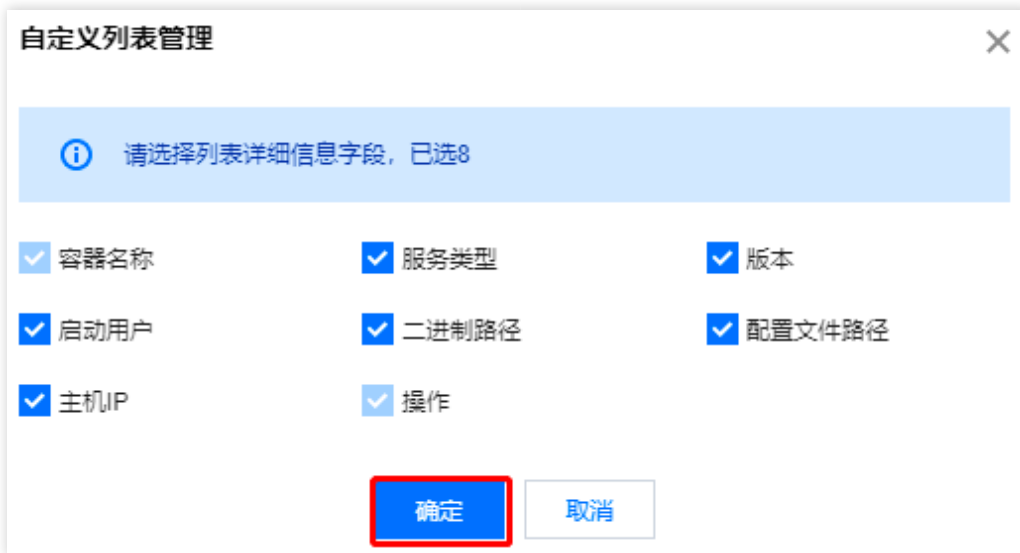 自定义列表管理
请选择列表详细信息字段，已选8
容器名称 服务类型 版本
启动用户 二进制路径 配置文件路径
主机IP 操作
确定 取消